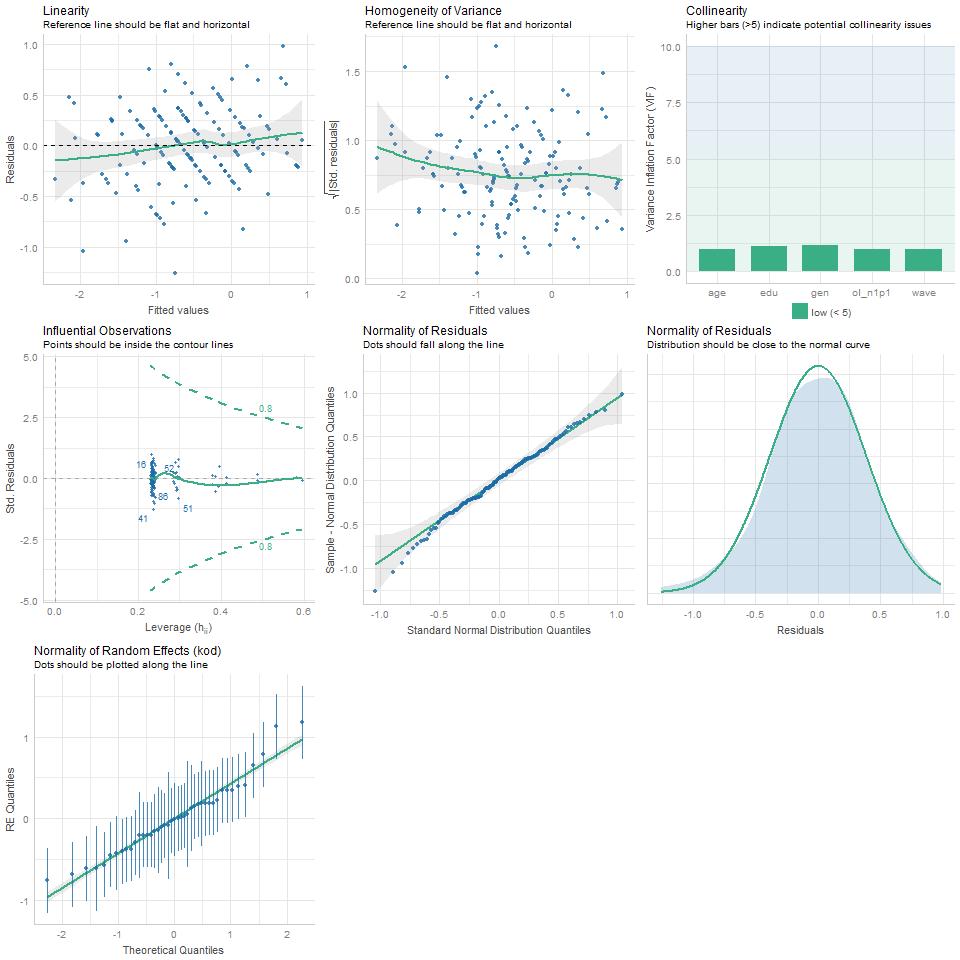 Linearity
Reference line should be flat and horizontal
1.0
0.5
0.0
-0.5
-1.0
Residuals
-2
-1
0
1
Fitted values
Homogeneity of Variance
Reference line should be flat and horizontal
1.5
1.0
0.5
0.0
√|Std. residuals|
-2
-1
0
1
Fitted values
Collinearity
Higher bars (>5) indicate potential collinearity issues
10.0
7.5
5.0
2.5
0.0
Variance Inflation Factor (VIF)
age
edu
gen
ol_n1p1
wave
low (< 5)
Influential Observations
Points should be inside the contour lines
5.0
2.5
0.0
-2.5
-5.0
Std. Residuals
0.8
16
52
86
51
41
0.8
0.0
0.2
0.4
0.6
Leverage (hii)
Normality of Residuals
Dots should fall along the line
1.0
0.5
0.0
-0.5
-1.0
Sample - Normal Distribution Quantiles
-1.0
-0.5
0.0
0.5
1.0
Standard Normal Distribution Quantiles
Normality of Residuals
Distribution should be close to the normal curve
-1.0
-0.5
0.0
0.5
1.0
Residuals
Normality of Random Effects (kod)
Dots should be plotted along the line
1
0
-1
RE Quantiles
-2
-1
0
1
2
Theoretical Quantiles